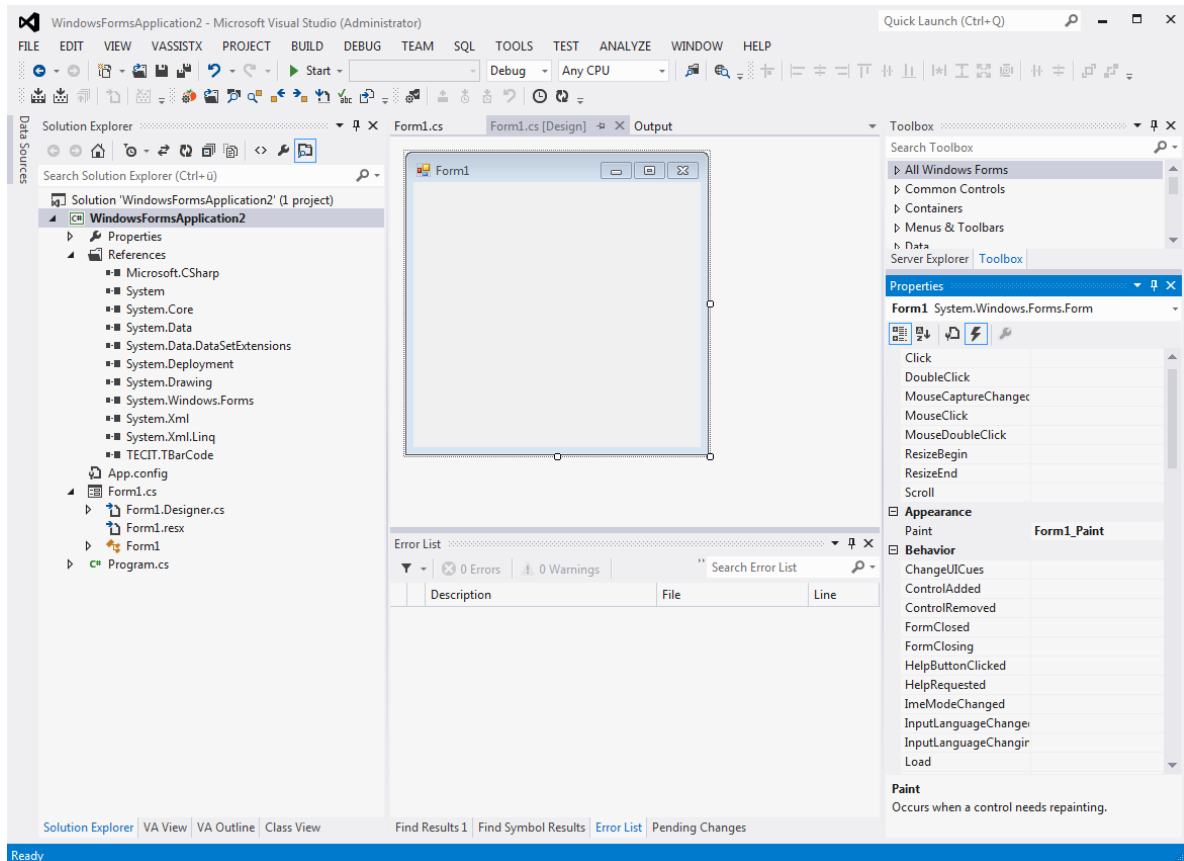 WindowsFormsApplication2 - Microsoft Visual Studio (Administrator)
Quick Launch (Ctrl+Q)
FILE EDIT VIEW VASSISTX PROJECT BUILD DEBUG TEAM SQL TOOLS TEST ANALYZE WINDOW HELP
Start
Debug
Any CPU
Data Sources
Solution Explorer
Search Solution Explorer (Ctrl+ü)
Solution 'WindowsFormsApplication2' (1 project)
WindowsFormsApplication2
Properties
References
Microsoft.CSharp
System
System.Core
System.Data
System.Data.DataSetExtensions
System.Deployment
System.Drawing
System.Windows.Forms
System.Xml
System.Xml.Linq
TECIT.TBarCode
App.config
Form1.cs
Form1.Designer.cs
Form1.resx
Form1
C# Program.cs
Solution Explorer VA View VA Outline Class View
Form1.cs Form1.cs [Design] Output
Form1
Error List
0 Errors 0 Warnings
Search Error List
Description File Line
Find Results 1 Find Symbol Results Error List Pending Changes
Toolbox
Search Toolbox
All Windows Forms
Common Controls
Containers
Menus & Toolbars
Data
Server Explorer Toolbox
Properties
Form1 System.Windows.Forms.Form
Click
DoubleClick
MouseCaptureChanged
MouseClick
MouseDoubleClick
ResizeBegin
ResizeEnd
Scroll
Appearance
Paint Form1_Paint
Behavior
ChangeUICues
ControlAdded
ControlRemoved
FormClosed
FormClosing
HelpButtonClicked
HelpRequested
ImeModeChanged
InputLanguageChange
InputLanguageChangin
Load
Paint
Occurs when a control needs repainting.
Ready